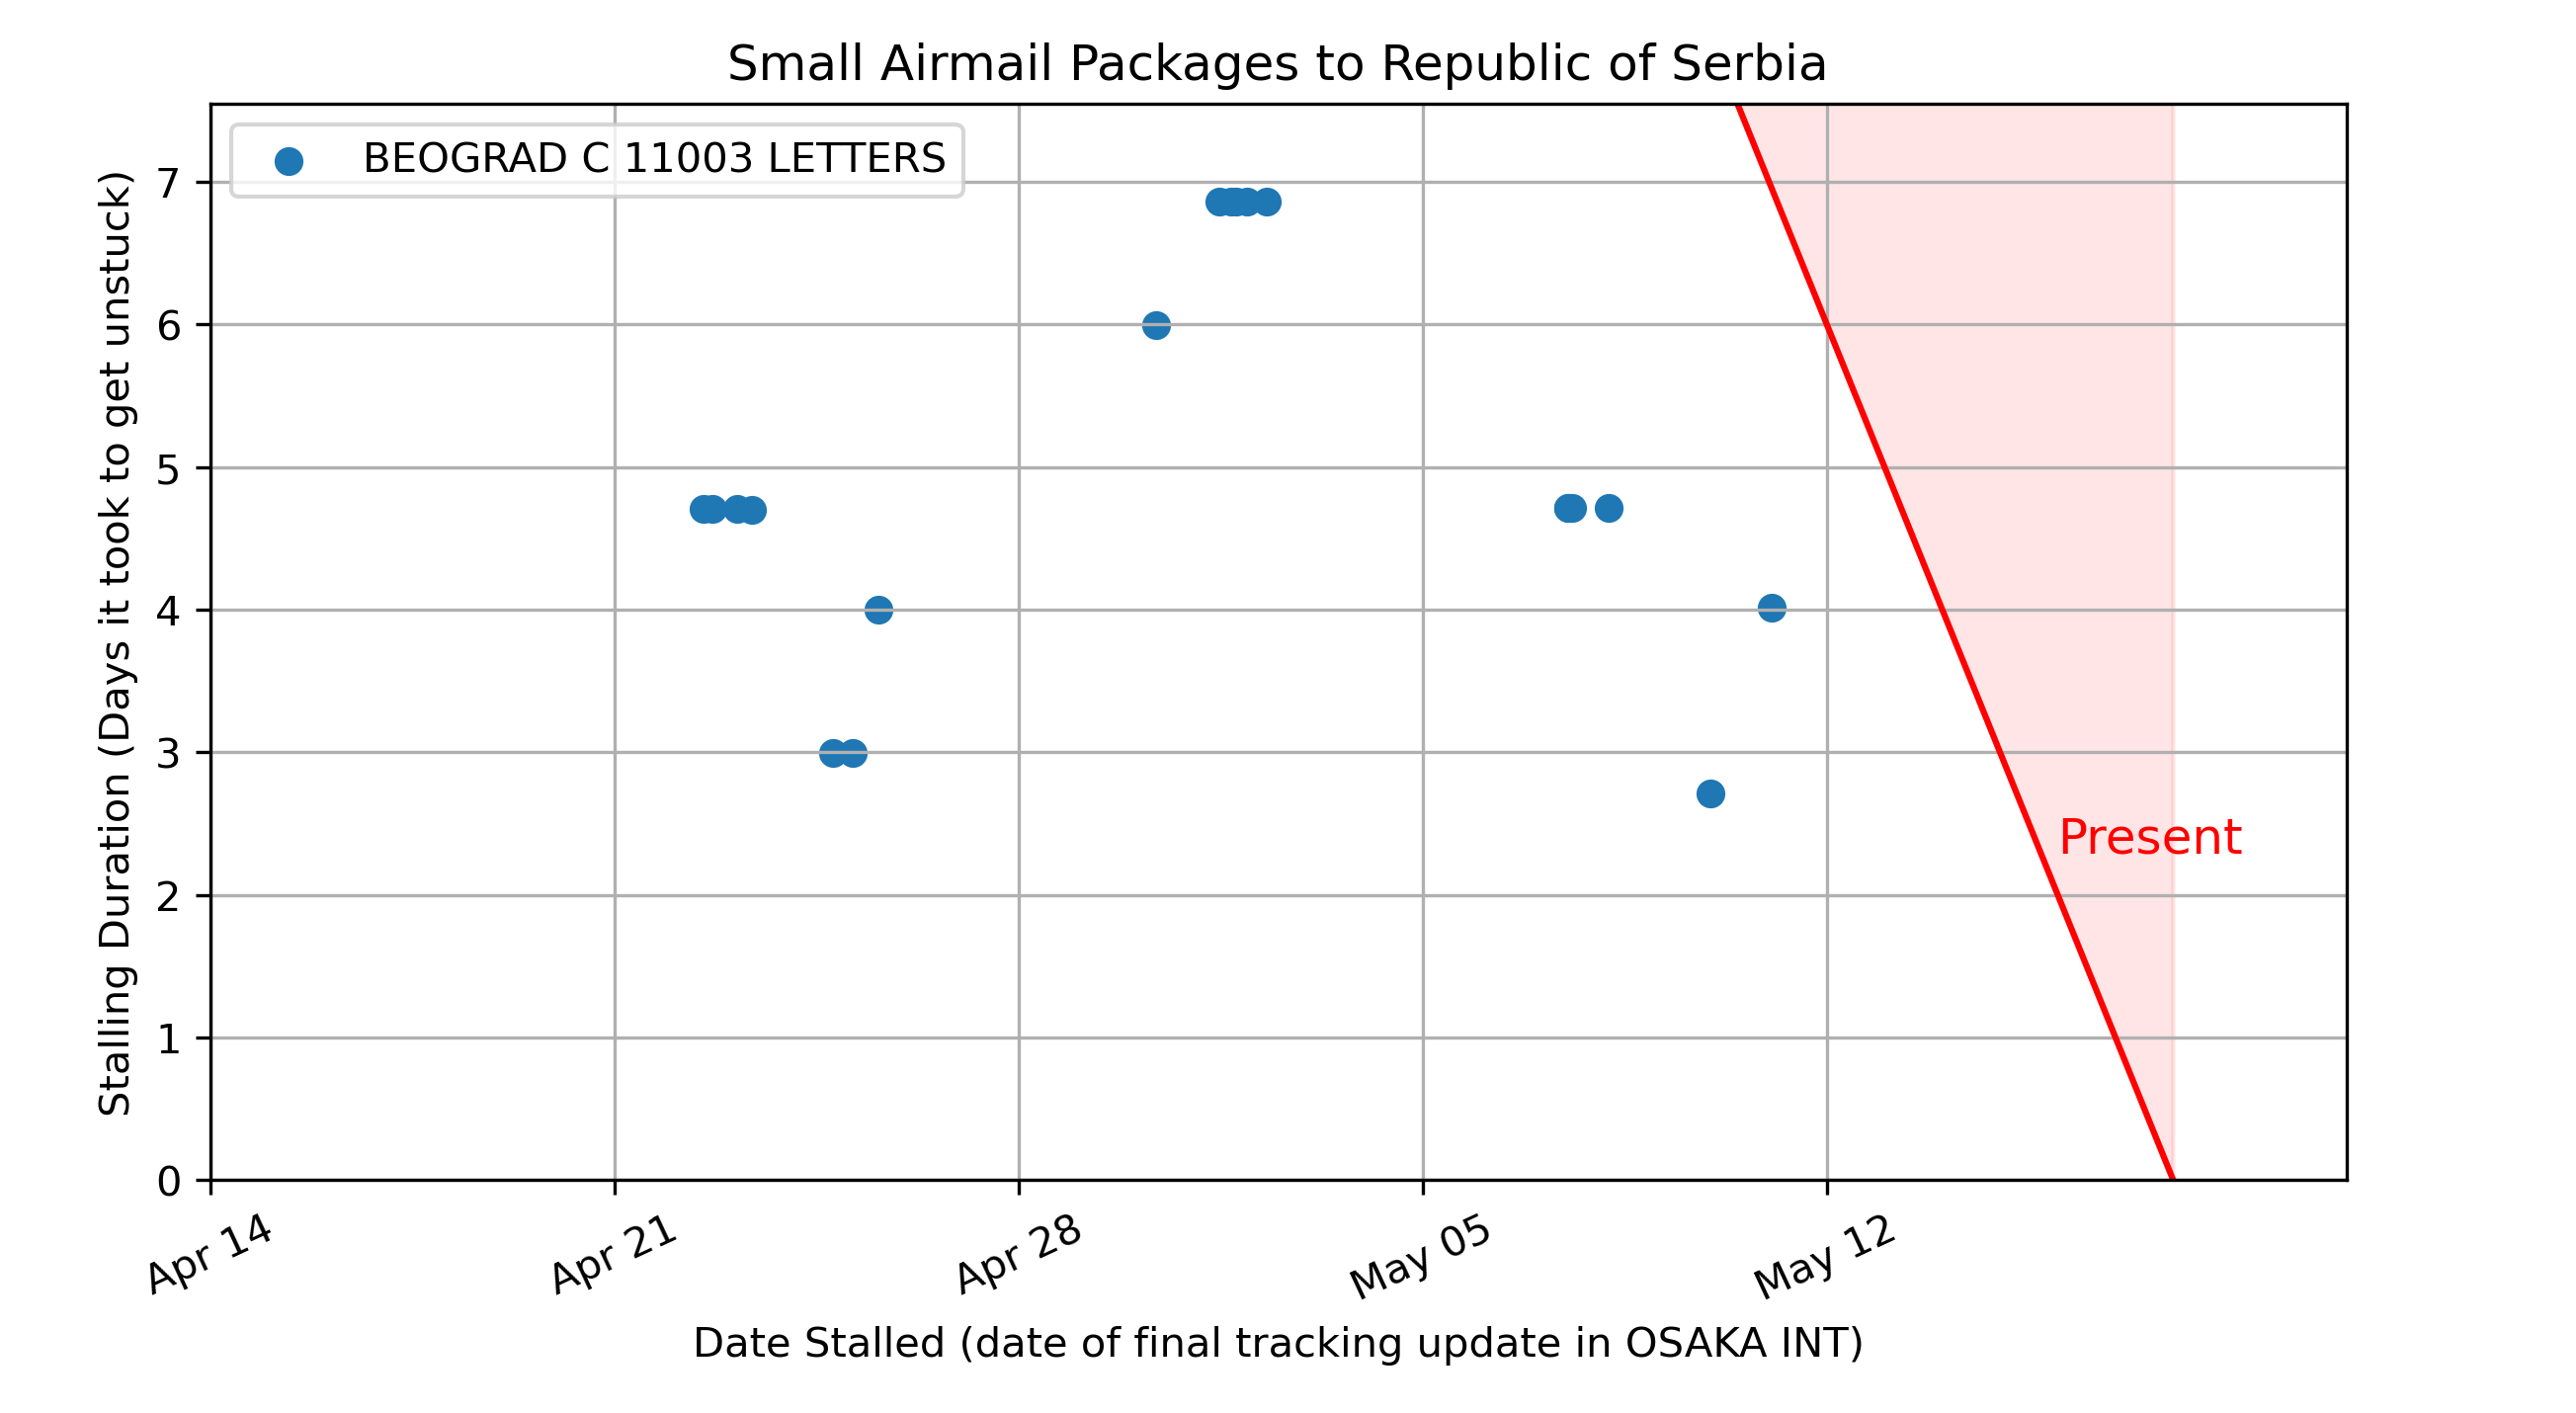 Small Airmail Packages to Republic of Serbia
BEOGRAD C 11003 LETTERS
Stalling Duration (Days it took to get unstuck)
7
6
5
4
3
2
1
0
Present
Apr 14
Apr 21
Apr 28
May 05
May 12
Date Stalled (date of final tracking update in OSAKA INT)